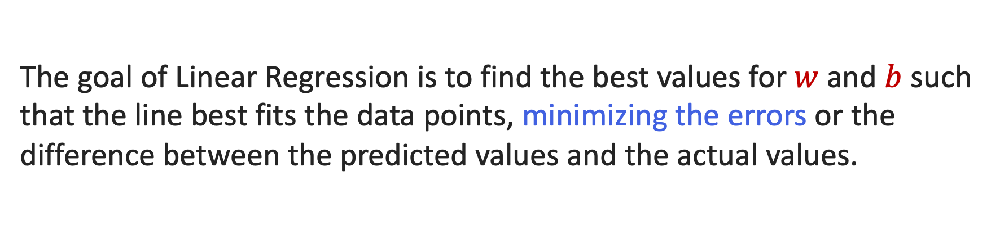 The goal of Linear Regression is to find the best values for w and b such
that the line best fits the data points, minimizing the errors or the
difference between the predicted values and the actual values.